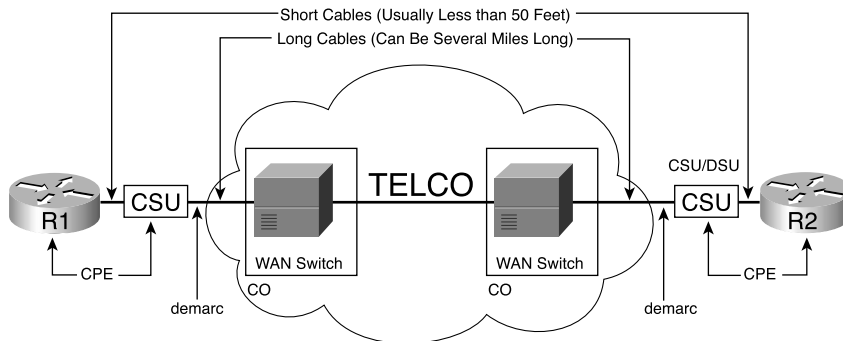 Short Cables (Usually Less than 50 Feet)
Long Cables (Can Be Several Miles Long)
CSU/DSU
TELCO
R1
CSU
CSU
R2
WAN Switch
WAN Switch
CPE
CPE
CO
CO
demarc
demarc